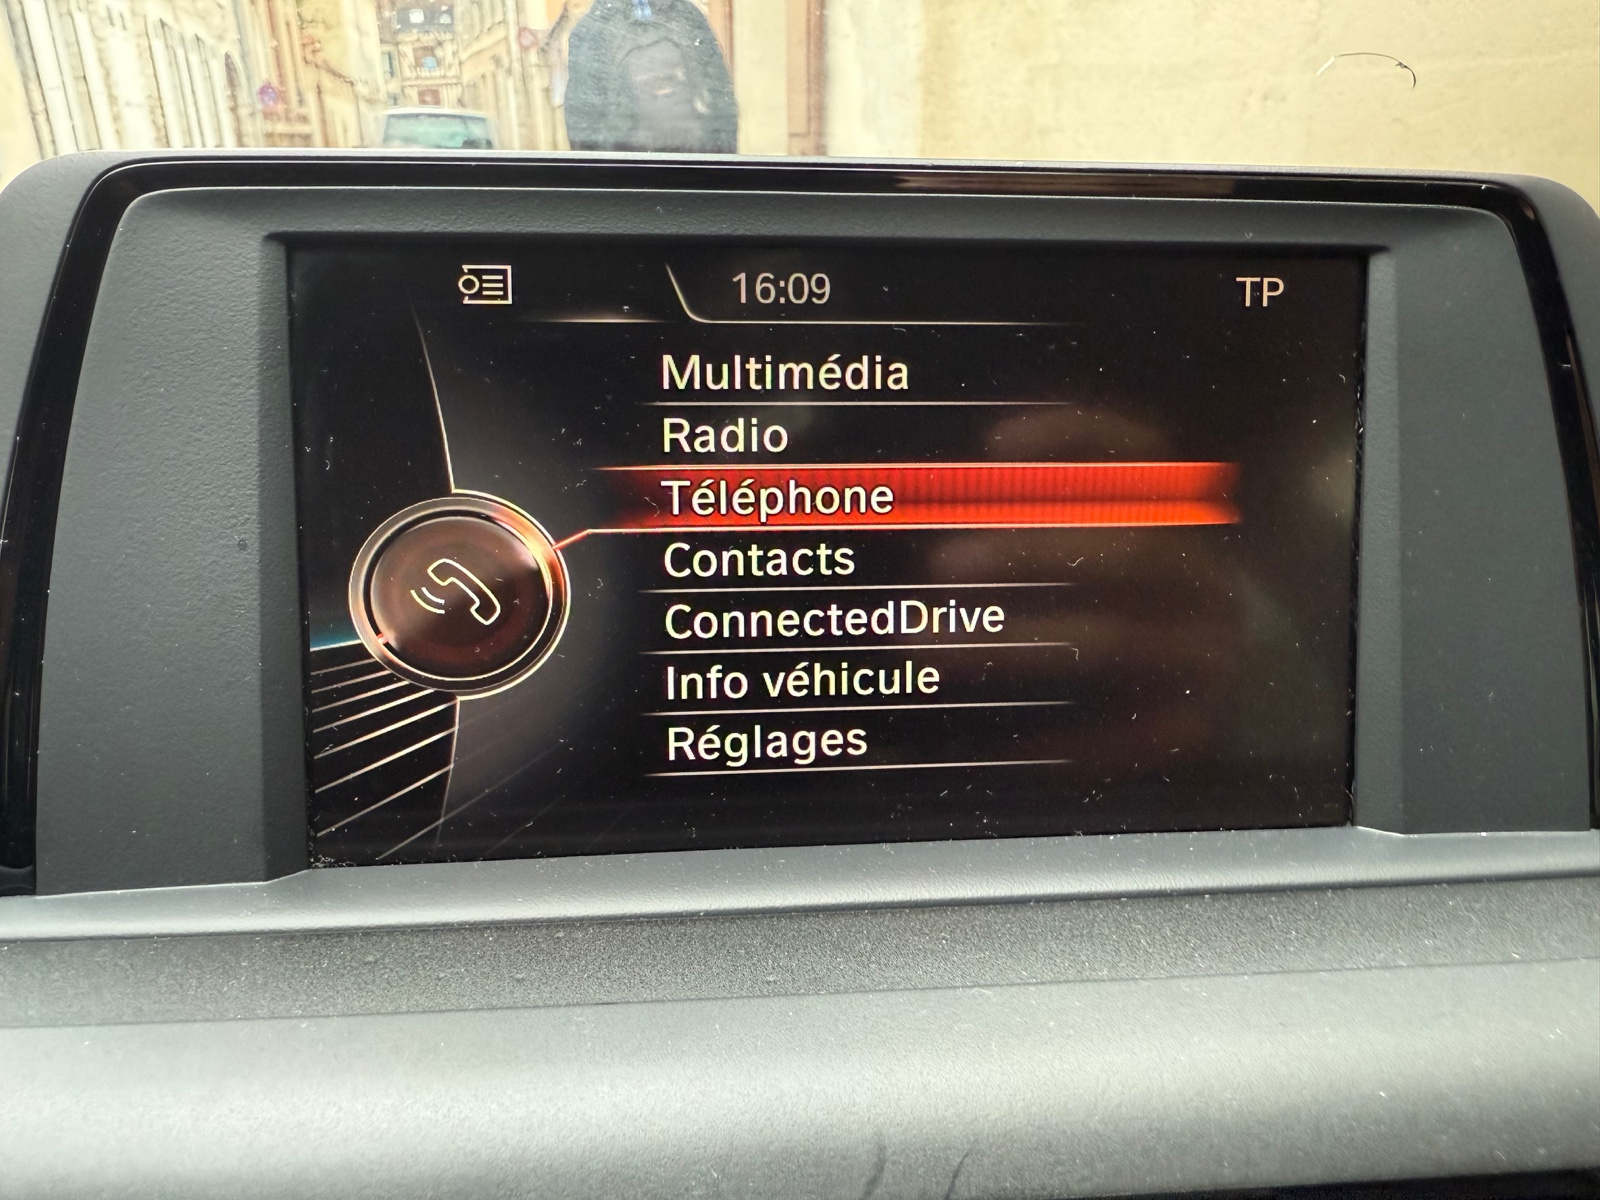 16:09
TP
Multimédia
Radio
Téléphone
Contacts
ConnectedDrive
Info véhicule
Réglages